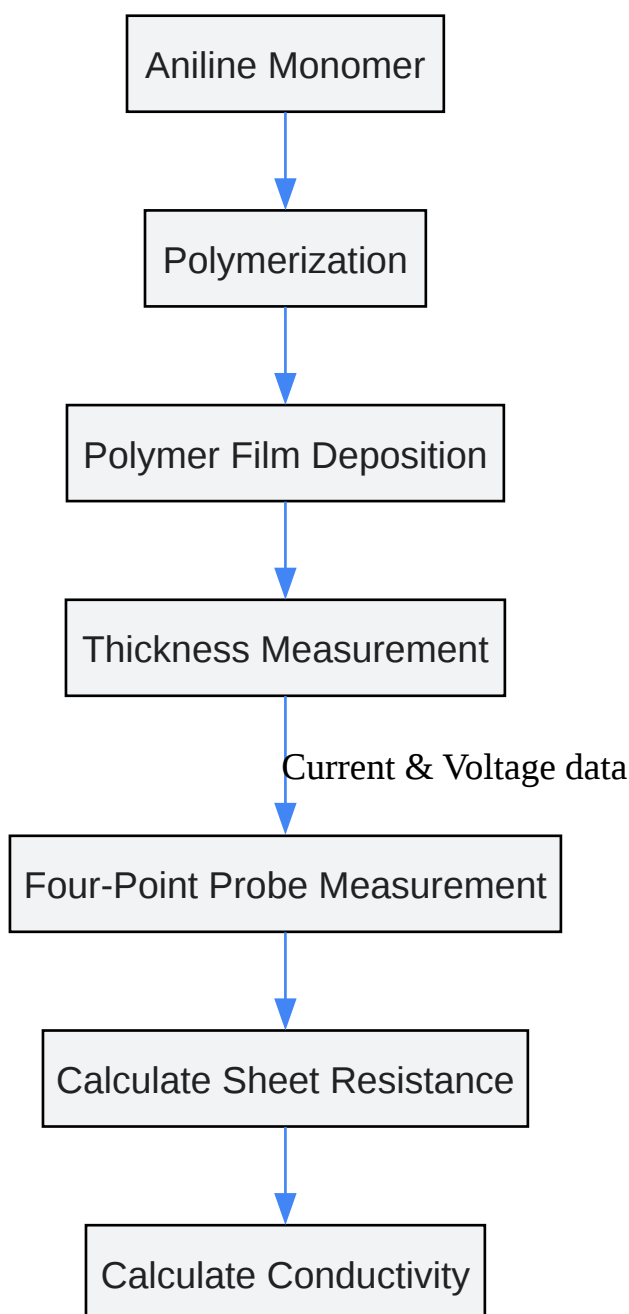 Aniline Monomer
Polymerization
Polymer Film Deposition
Thickness Measurement
Current & Voltage data
Four-Point Probe Measurement
Calculate Sheet Resistance
Calculate Conductivity